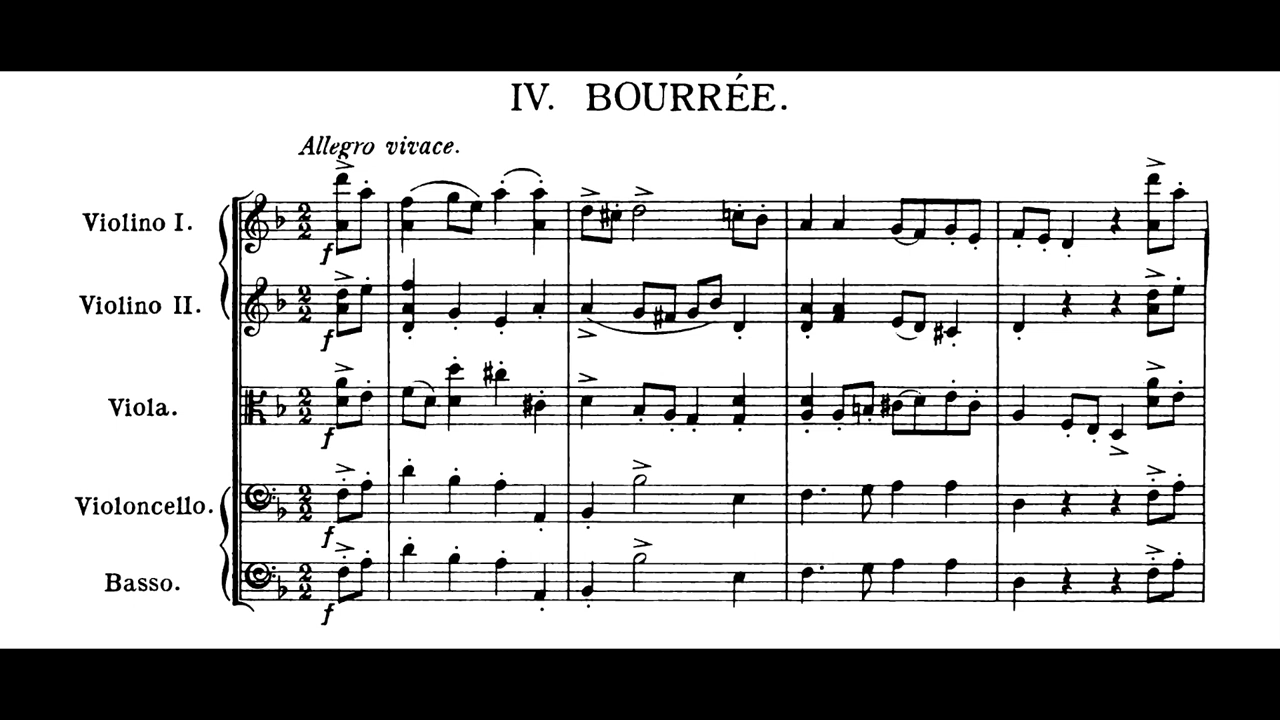 IV. BOURRÉE.
Allegro vivace.
Violino I.
f
Violino II.
f
Viola.
f
Violoncello.
f
Basso.
f